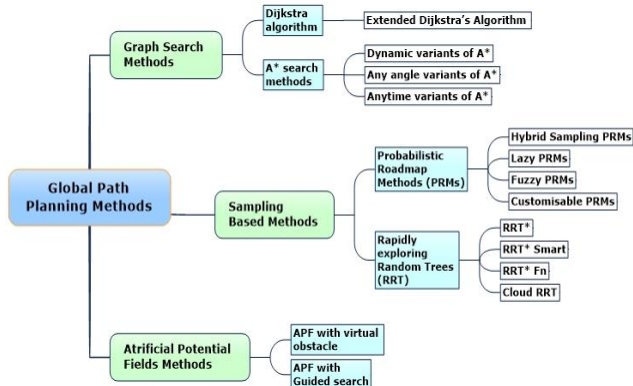 Global Path
Planning Methods
Graph Search
Methods
Dijkstra
algorithm
Extended Dijkstra's Algorithm
A* search
methods
Dynamic variants of A*
Any angle variants of A*
Anytime variants of A*
Sampling
Based Methods
Probabilistic
Roadmap
Methods (PRMs)
Hybrid Sampling PRMs
Lazy PRMs
Fuzzy PRMs
Customisable PRMs
Rapidly
exploring
Random Trees
(RRT)
RRT*
RRT* Smart
RRT* Fn
Cloud RRT
Atrificial Potential
Fields Methods
APF with virtual
obstacle
APF with
Guided search